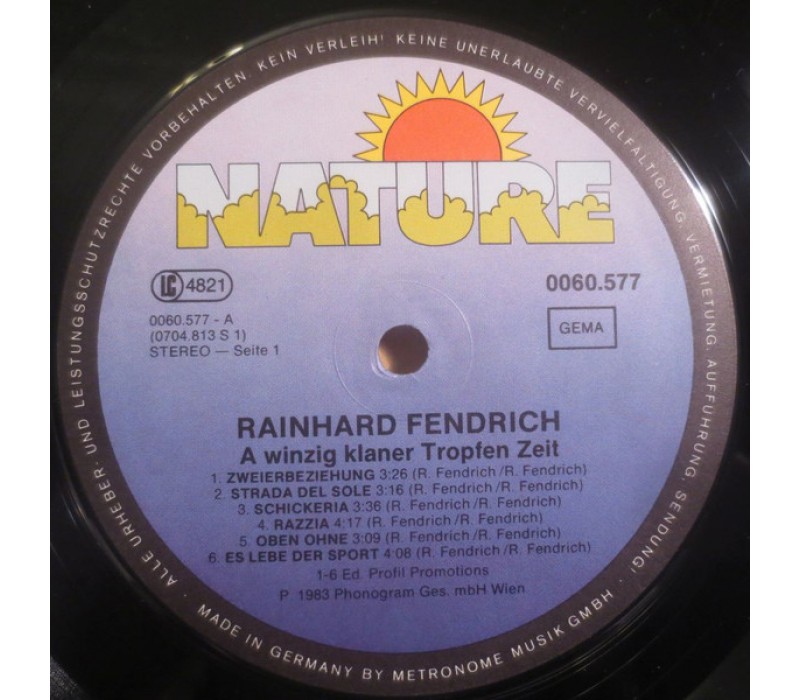 ALLE URHEBER- UND LEISTUNGSSCHUTZRECHTE VORBEHALTEN. KEIN VERLEIH! KEINE UNERLAUBTE VERVIELFÄLTIGUNG, VERMIETUNG, AUFFÜHRUNG, SENDUNG!
NATURE
LC 4821
0060.577
0060.577 - A
(0704.813 S 1)
STEREO — Seite 1
GEMA
RAINHARD FENDRICH
A winzig klaner Tropfen Zeit
1. ZWEIERBEZIEHUNG 3:26 (R. Fendrich/R. Fendrich)
2. STRADA DEL SOLE 3:16 (R. Fendrich/R. Fendrich)
3. SCHICKERIA 3:36 (R. Fendrich/R. Fendrich)
4. RAZZIA 4:17 (R. Fendrich/R. Fendrich)
5. OBEN OHNE 3:09 (R. Fendrich/R. Fendrich)
6. ES LEBE DER SPORT 4:08 (R. Fendrich/R. Fendrich)
1-6 Ed. Profil Promotions
P 1983 Phonogram Ges. mbH Wien
· MADE IN GERMANY BY METRONOME MUSIK GMBH ·